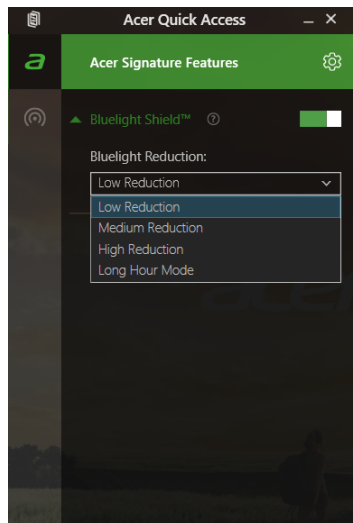 Acer Quick Access
Acer Signature Features
Bluelight Shield™
Bluelight Reduction:
Low Reduction
Low Reduction
Medium Reduction
High Reduction
Long Hour Mode
acer